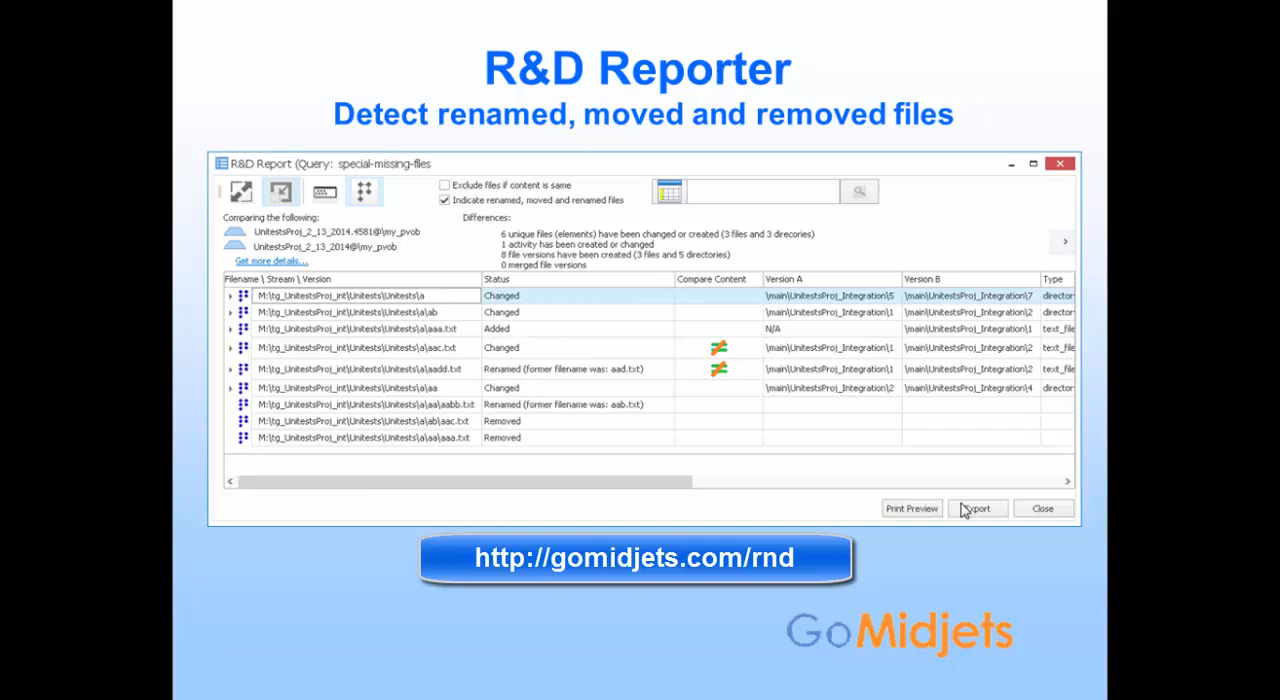 R&D Reporter
Detect renamed, moved and removed files
R&D Report (Query: special-missing-files
Exclude files if content is same
Indicate renamed, moved and renamed files
Comparing the following:
UnitestsProj_2_13_2014.4581@\my_pvob
UnitestsProj_2_13_2014@\my_pvob
Get more details...
Differences:
6 unique files (elements) have been changed or created (3 files and 3 direcories)
1 activity has been created or changed
8 file versions have been created (3 files and 5 directories)
0 merged file versions
Filename \ Stream \ Version Status Compare Content Version A Version B Type
M:\tg_UnitestsProj_int\Unitests\Unitests\a Changed \main\UnitestsProj_Integration\5 \main\UnitestsProj_Integration\7 director
M:\tg_UnitestsProj_int\Unitests\Unitests\a\ab Changed \main\UnitestsProj_Integration\1 \main\UnitestsProj_Integration\2 director
M:\tg_UnitestsProj_int\Unitests\Unitests\a\aaa.txt Added N/A \main\UnitestsProj_Integration\1 text_file
M:\tg_UnitestsProj_int\Unitests\Unitests\a\aac.txt Changed \main\UnitestsProj_Integration\1 \main\UnitestsProj_Integration\2 text_file
M:\tg_UnitestsProj_int\Unitests\Unitests\a\aadd.txt Renamed (former filename was: aad.txt) \main\UnitestsProj_Integration\1 \main\UnitestsProj_Integration\2 text_file
M:\tg_UnitestsProj_int\Unitests\Unitests\a\aa Changed \main\UnitestsProj_Integration\2 \main\UnitestsProj_Integration\4 director
M:\tg_UnitestsProj_int\Unitests\Unitests\a\aa\aabb.txt Renamed (former filename was: aab.txt)
M:\tg_UnitestsProj_int\Unitests\Unitests\a\ab\aac.txt Removed
M:\tg_UnitestsProj_int\Unitests\Unitests\a\aa\aaa.txt Removed
Print Preview Export Close
http://gomidjets.com/rnd
GoMidjets